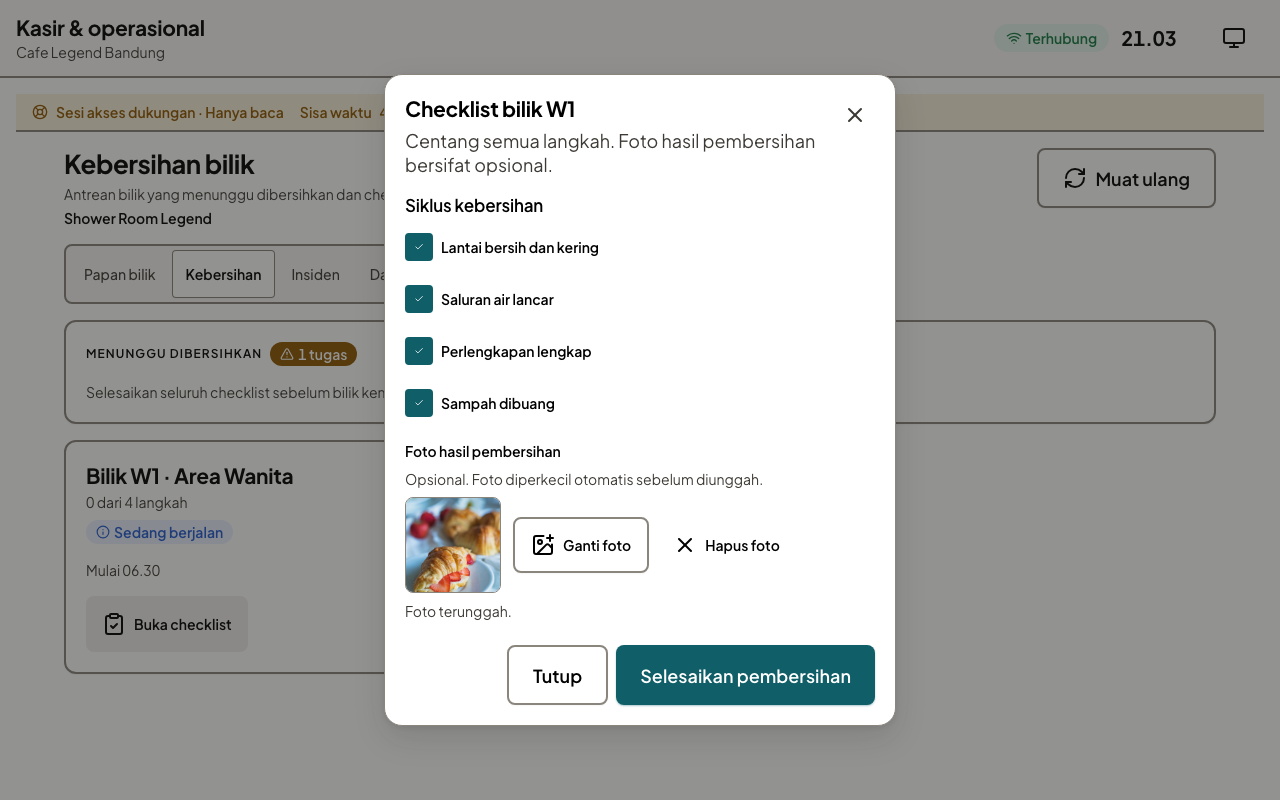 Kasir & operasional
Cafe Legend Bandung
Terhubung
21.03
Sesi akses dukungan · Hanya baca
Sisa waktu
Kebersihan bilik
Antrean bilik yang menunggu dibersihkan dan
Shower Room Legend
Muat ulang
Papan bilik
Kebersihan
Insiden
MENUNGGU DIBERSIHKAN
1 tugas
Selesaikan seluruh checklist sebelum bilik
Bilik W1 · Area Wanita
0 dari 4 langkah
Sedang berjalan
Mulai 06.30
Buka checklist
Checklist bilik W1
Centang semua langkah. Foto hasil pembersihan
bersifat opsional.
Siklus kebersihan
Lantai bersih dan kering
Saluran air lancar
Perlengkapan lengkap
Sampah dibuang
Foto hasil pembersihan
Opsional. Foto diperkecil otomatis sebelum diunggah.
Ganti foto
Hapus foto
Foto terunggah.
Tutup
Selesaikan pembersihan